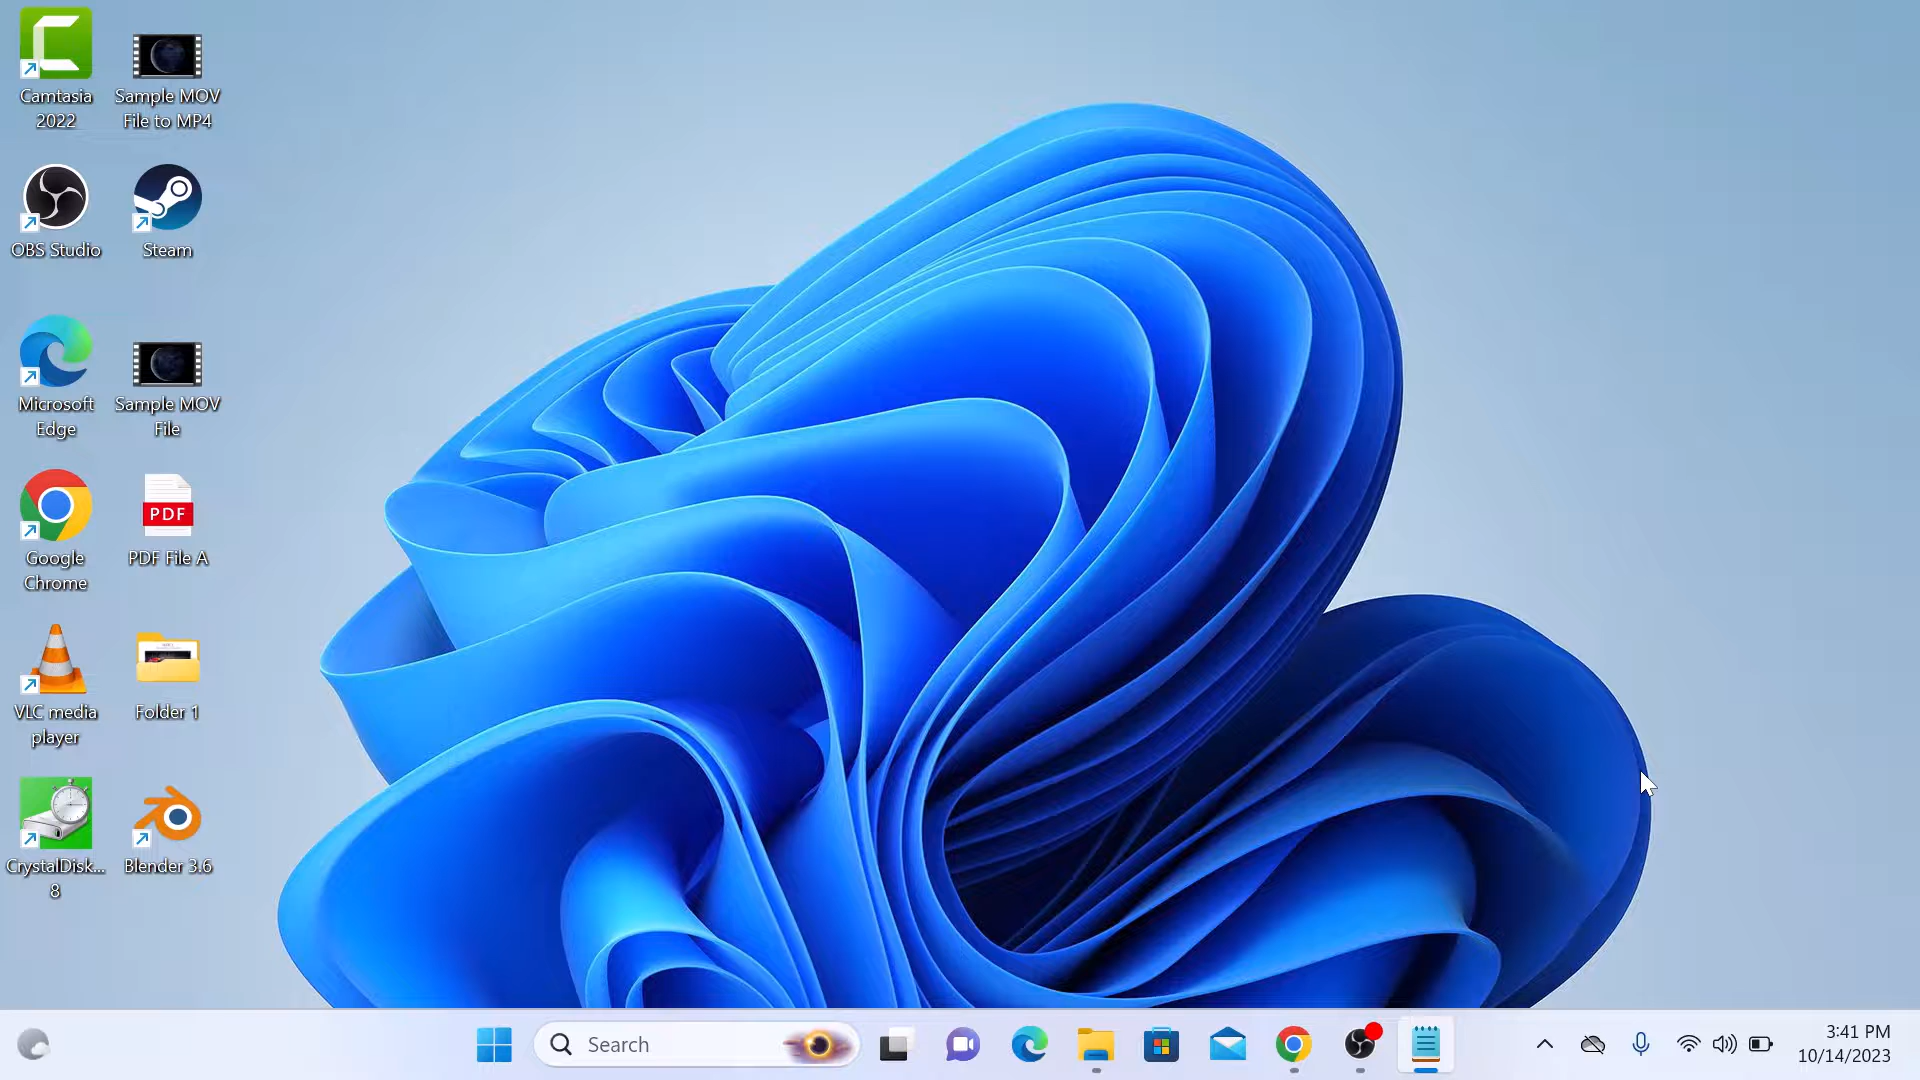 Camtasia
2022
Sample MOV
File to MP4
OBS Studio
Steam
Microsoft
Edge
Sample MOV
File
Google
Chrome
PDF
PDF File A
VLC media
player
Folder 1
CrystalDisk...
8
Blender 3.6
Search
3:41 PM
10/14/2023